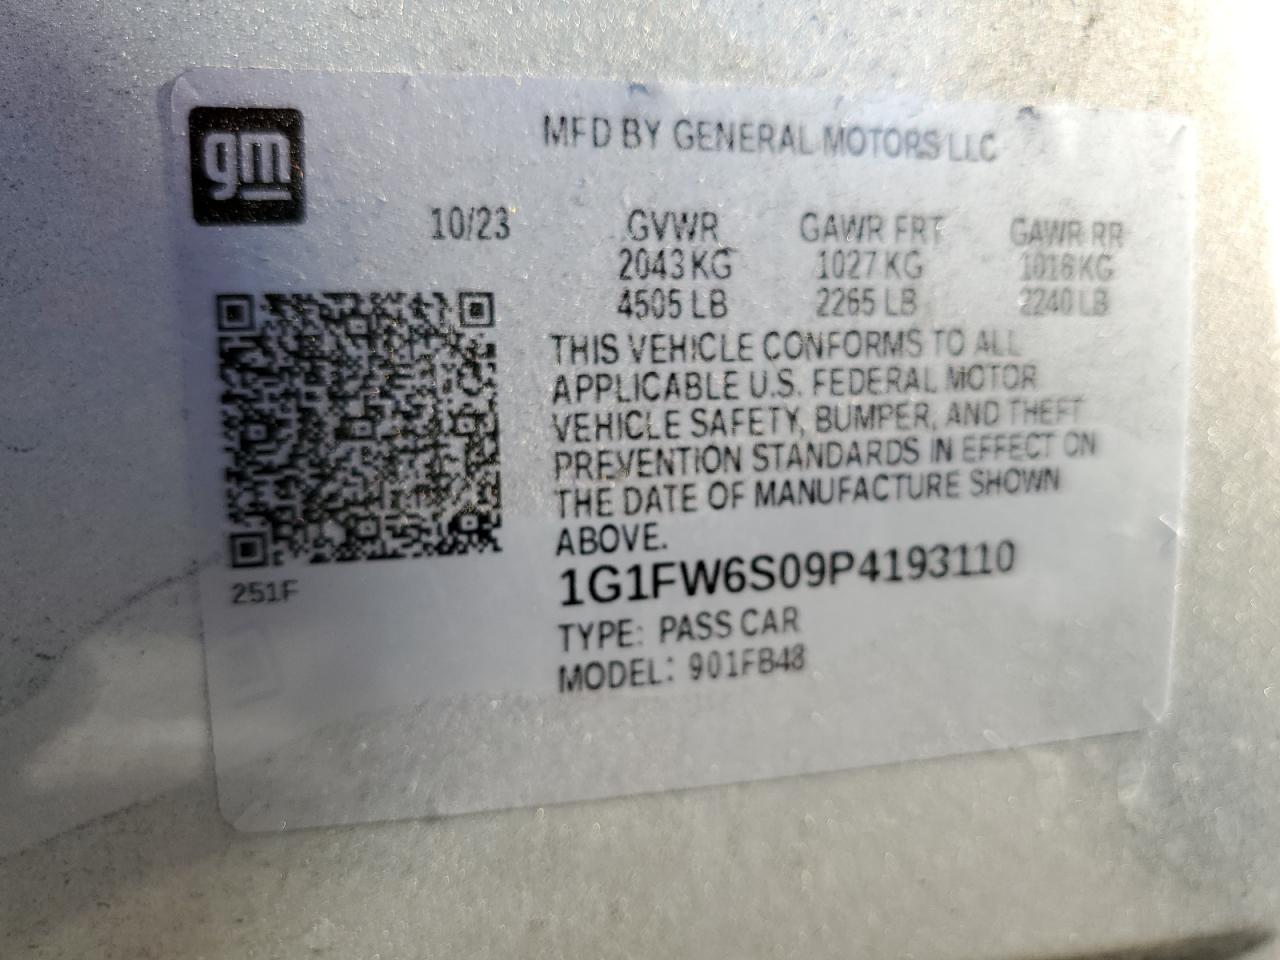 gm
MFD BY GENERAL MOTORS LLC
10/23 GVWR GAWR FRT GAWR RR
2043 KG 1027 KG 1016 KG
4505 LB 2265 LB 2240 LB
THIS VEHICLE CONFORMS TO ALL
APPLICABLE U.S. FEDERAL MOTOR
VEHICLE SAFETY, BUMPER, AND THEFT
PREVENTION STANDARDS IN EFFECT ON
THE DATE OF MANUFACTURE SHOWN
ABOVE.
251F
1G1FW6S09P4193110
TYPE: PASS CAR
MODEL: 901FB48